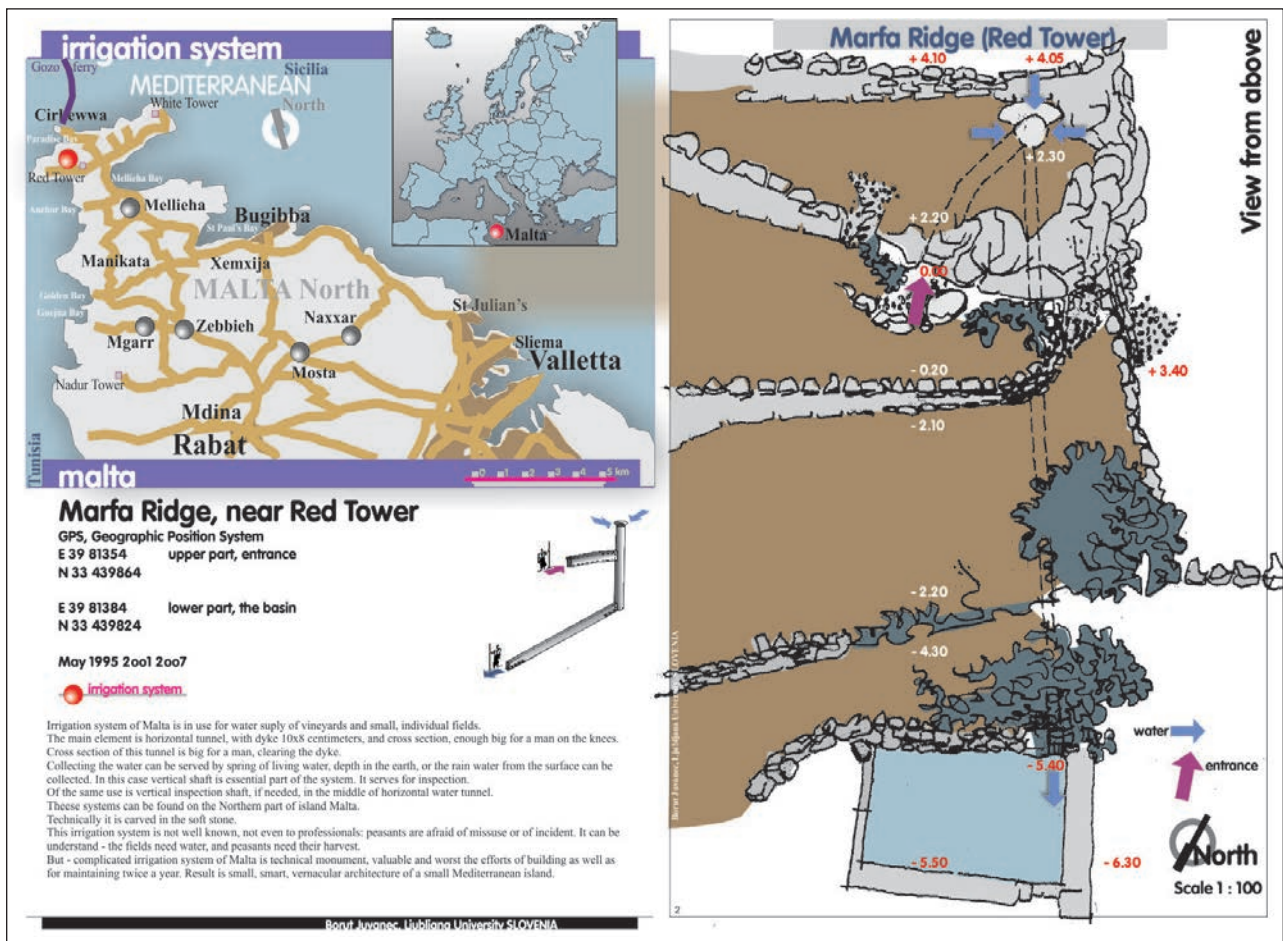 irrigation system
Gozo ferry
Sicilia
MEDITERRANEAN
North
White Tower
Cirkewwa
Paradise Bay
Red Tower
Mellieha Bay
Anchor Bay
Mellieha
Bugibba
St Paul's Bay
Malta
Manikata
Xemxija
MALTA North
Golden Bay
Gnejna Bay
St Julian's
Naxxar
Zebbieh
Mgarr
Sliema
Valletta
Mosta
Nadur Tower
Mdina
Rabat
Tunisia
malta
0 1 2 3 4 5 km
Marfa Ridge, near Red Tower
GPS, Geographic Position System
E 39 81354 upper part, entrance
N 33 439864
E 39 81384 lower part, the basin
N 33 439824
May 1995 2oo1 2oo7
irrigation system
Irrigation system of Malta is in use for water suply of vineyards and small, individual fields.
The main element is horizontal tunnel, with dyke 10x8 centimeters, and cross section, enough big for a man on the knees.
Cross section of this tunnel is big for a man, clearing the dyke.
Collecting the water can be served by spring of living water, depth in the earth, or the rain water from the surface can be
collected. In this case vertical shaft is essential part of the system. It serves for inspection.
Of the same use is vertical inspection shaft, if needed, in the middle of horizontal water tunnel.
Theese systems can be found on the Northern part of island Malta.
Technically it is carved in the soft stone.
This irrigation system is not well known, not even to professionals: peasants are afraid of missuse or of incident. It can be
understand - the fields need water, and peasants need their harvest.
But - complicated irrigation system of Malta is technical monument, valuable and worst the efforts of building as well as
for maintaining twice a year. Result is small, smart, vernacular architecture of a small Mediterranean island.
Borut Juvanec, Ljubljana University SLOVENIA
Marfa Ridge (Red Tower)
+ 4.10
+ 4.05
View from above
+ 2.30
+ 2.20
0.00
- 0.20
+ 3.40
- 2.10
- 2.20
- 4.30
Borut Juvanec, Ljubljana University SLOVENIA
water
- 5.40
entrance
- 5.50
- 6.30
North
Scale 1 : 100
2